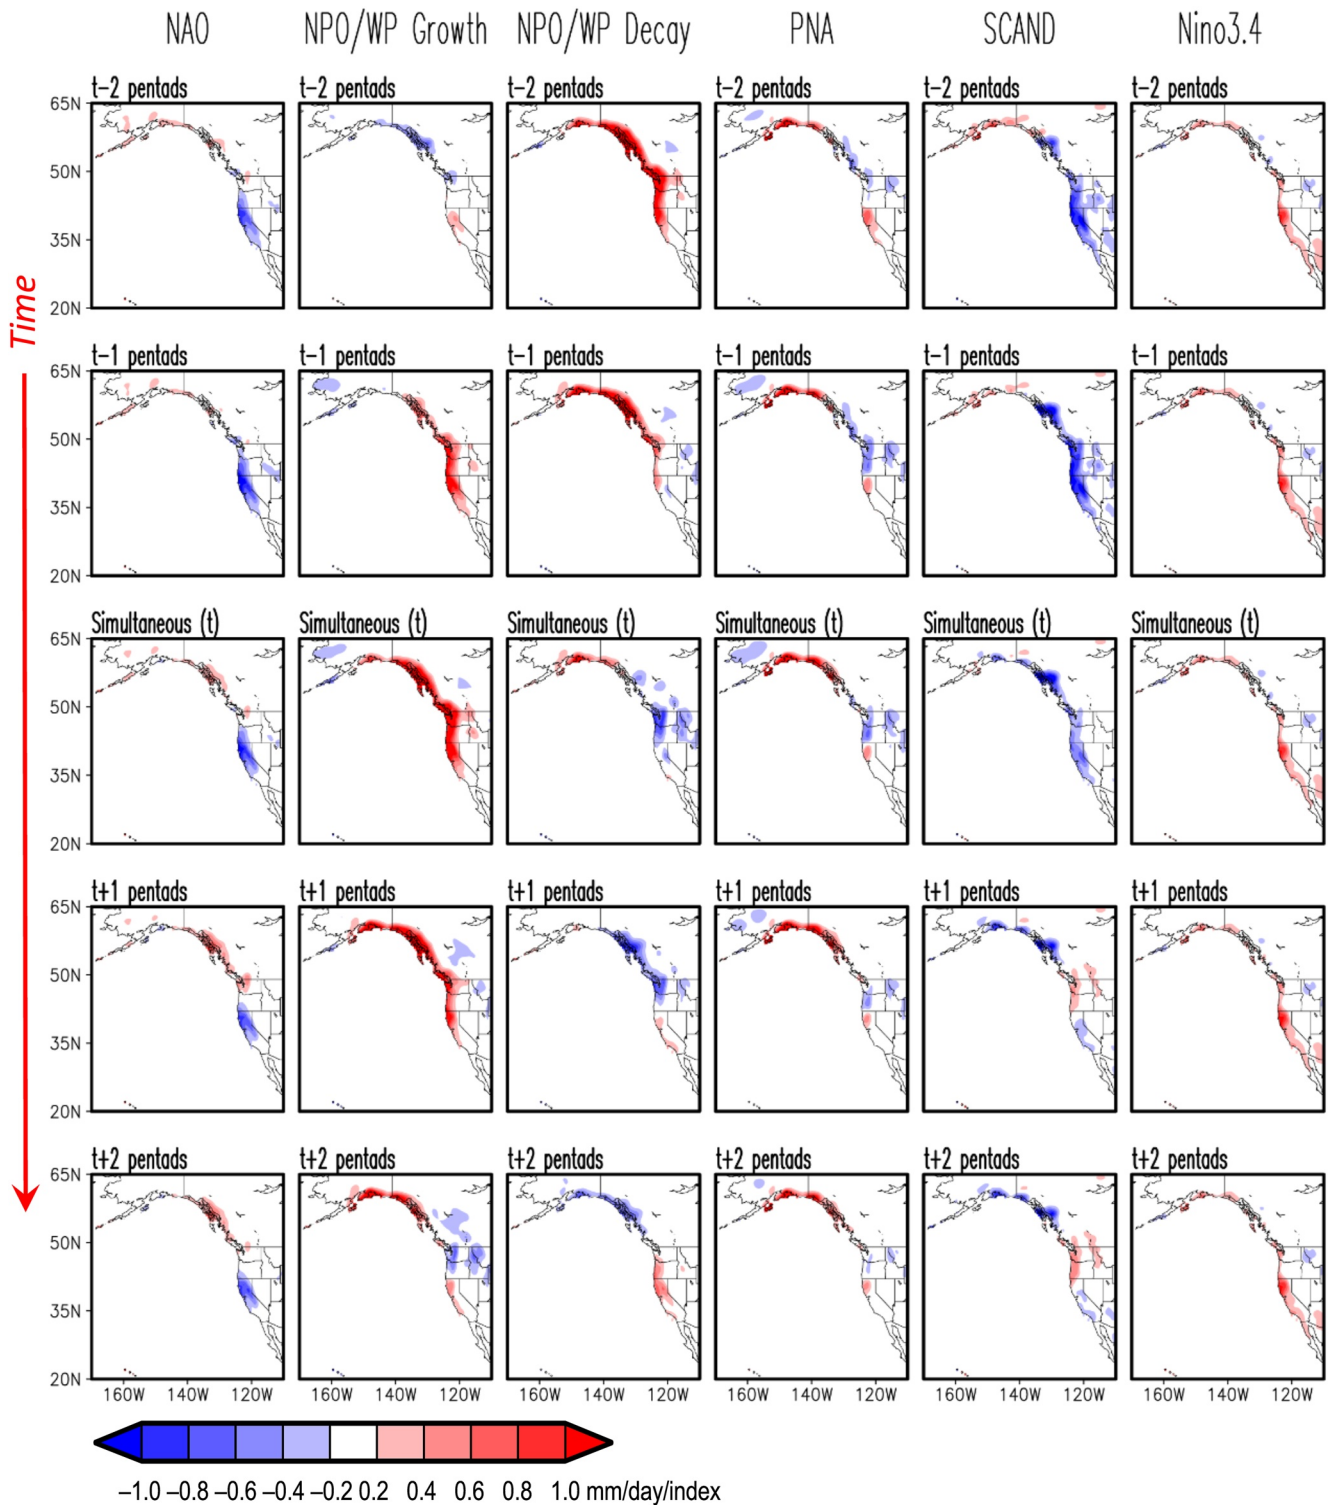 NAO NPO/WP Growth NPO/WP Decay PNA SCAND Nino3.4
t-2 pentads t-2 pentads t-2 pentads t-2 pentads t-2 pentads t-2 pentads
65N
50N
35N
20N
Time
t-1 pentads t-1 pentads t-1 pentads t-1 pentads t-1 pentads t-1 pentads
65N
50N
35N
20N
Simultaneous (t) Simultaneous (t) Simultaneous (t) Simultaneous (t) Simultaneous (t) Simultaneous (t)
65N
50N
35N
20N
t+1 pentads t+1 pentads t+1 pentads t+1 pentads t+1 pentads t+1 pentads
65N
50N
35N
20N
t+2 pentads t+2 pentads t+2 pentads t+2 pentads t+2 pentads t+2 pentads
65N
50N
35N
20N
160W 140W 120W 160W 140W 120W 160W 140W 120W 160W 140W 120W 160W 140W 120W 160W 140W 120W
–1.0 –0.8 –0.6 –0.4 –0.2 0.2 0.4 0.6 0.8 1.0 mm/day/index